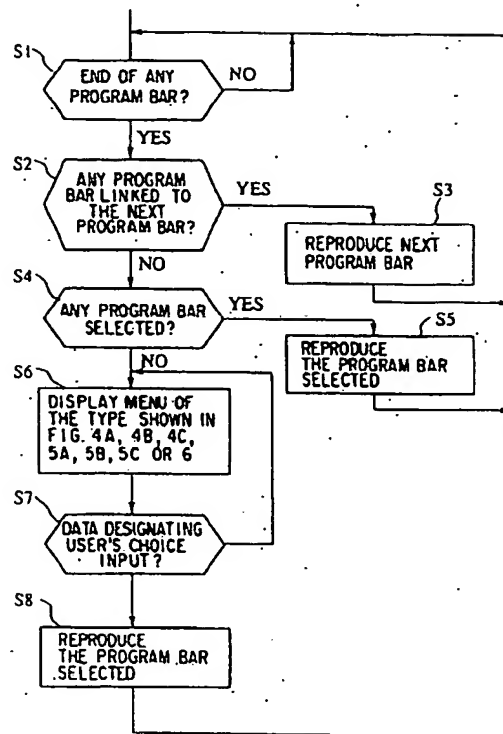 S1
END OF ANY
PROGRAM BAR?
NO
YES
S2
ANY PROGRAM
BAR LINKED TO
THE NEXT
PROGRAM BAR?
YES
S3
REPRODUCE NEXT
PROGRAM BAR
NO
S4
ANY PROGRAM BAR
SELECTED?
YES
S5
REPRODUCE
THE PROGRAM BAR
SELECTED
NO
S6
DISPLAY MENU OF
THE TYPE SHOWN IN
FIG. 4A, 4B, 4C,
5A, 5B, 5C OR 6
S7
DATA DESIGNATING
USER'S CHOICE
INPUT?
S8
REPRODUCE
THE PROGRAM BAR
SELECTED